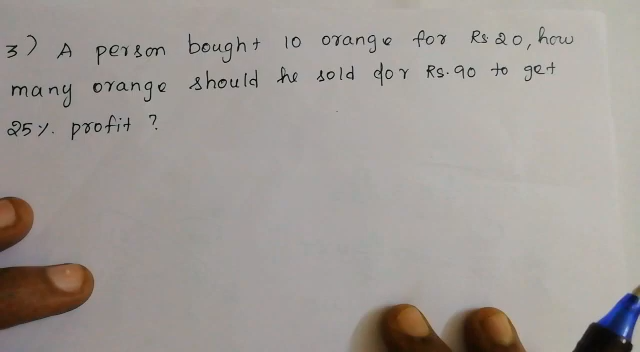 3) A person bought 10 orange for Rs 20, how
many orange should he sold for Rs. 90 to get
25%. profit ?